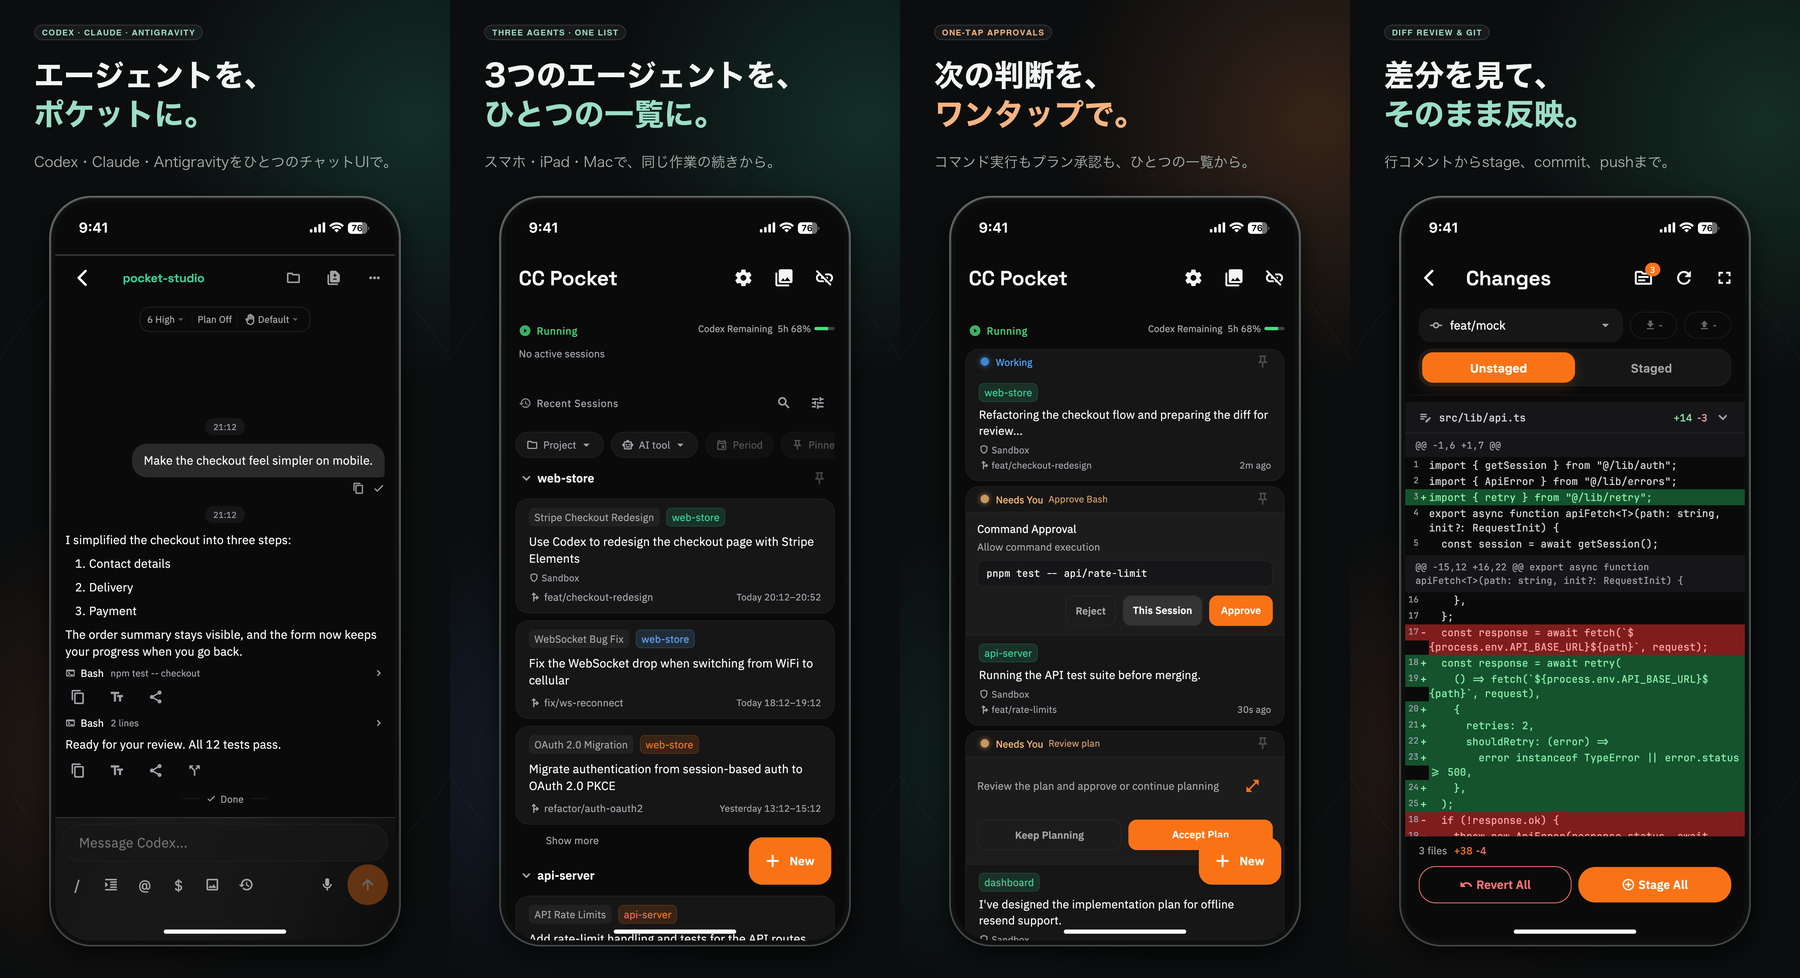 CODEX · CLAUDE · ANTIGRAVITY
エージェントを、
ポケットに。
Codex・Claude・AntigravityをひとつのチャットUIで。
9:41
76
pocket-studio
6 High
Plan Off
Default
21:12
Make the checkout feel simpler on mobile.
21:12
I simplified the checkout into three steps:
1. Contact details
2. Delivery
3. Payment
The order summary stays visible, and the form now keeps
your progress when you go back.
Bash npm test -- checkout
Bash 2 lines
Ready for your review. All 12 tests pass.
Done
Message Codex...
/ @ $
THREE AGENTS · ONE LIST
3つのエージェントを、
ひとつの一覧に。
スマホ・iPad・Macで、同じ作業の続きから。
9:41
76
CC Pocket
Running
Codex Remaining 5h 68%
No active sessions
Recent Sessions
Project
AI tool
Period
Pinne
web-store
Stripe Checkout Redesign web-store
Use Codex to redesign the checkout page with Stripe
Elements
Sandbox
feat/checkout-redesign
Today 20:12–20:52
WebSocket Bug Fix web-store
Fix the WebSocket drop when switching from WiFi to
cellular
fix/ws-reconnect
Today 18:12–19:12
OAuth 2.0 Migration web-store
Migrate authentication from session-based auth to
OAuth 2.0 PKCE
refactor/auth-oauth2
Yesterday 13:12–15:12
Show more
+ New
api-server
API Rate Limits api-server
Add rate-limit handling and tests for the API routes
ONE-TAP APPROVALS
次の判断を、
ワンタップで。
コマンド実行もプラン承認も、ひとつの一覧から。
9:41
76
CC Pocket
Running
Codex Remaining 5h 68%
Working
web-store
Refactoring the checkout flow and preparing the diff for
review...
Sandbox
feat/checkout-redesign
2m ago
Needs You Approve Bash
Command Approval
Allow command execution
pnpm test -- api/rate-limit
Reject
This Session
Approve
api-server
Running the API test suite before merging.
Sandbox
feat/rate-limits
30s ago
Needs You Review plan
Review the plan and approve or continue planning
Keep Planning
Accept Plan
+ New
dashboard
I've designed the implementation plan for offline
resend support.
Sandbox
DIFF REVIEW & GIT
差分を見て、
そのまま反映。
行コメントからstage、commit、pushまで。
9:41
76
Changes
3
feat/mock
-
-
Unstaged
Staged
src/lib/api.ts
+14 -3
@@ -1,6 +1,7 @@
1 import { getSession } from "@/lib/auth";
2 import { ApiError } from "@/lib/errors";
3 + import { retry } from "@/lib/retry";
4 export async function apiFetch<T>(path: string,
init?: RequestInit) {
5 const session = await getSession();
@@ -15,12 +16,22 @@ export async function
apiFetch<T>(path: string, init?: RequestInit) {
16 },
17 };
17 - const response = await fetch(`$
{process.env.API_BASE_URL}${path}`, request);
18 + const response = await retry(
19 + () => fetch(`${process.env.API_BASE_URL}$
{path}`, request),
20 + {
21 + retries: 2,
22 + shouldRetry: (error) =>
23 + error instanceof TypeError || error.status
>= 500,
24 + },
25 + );
18 - if (!response.ok) {
19 - throw new ApiError(response.status, await
3 files +38 -4
Revert All
Stage All